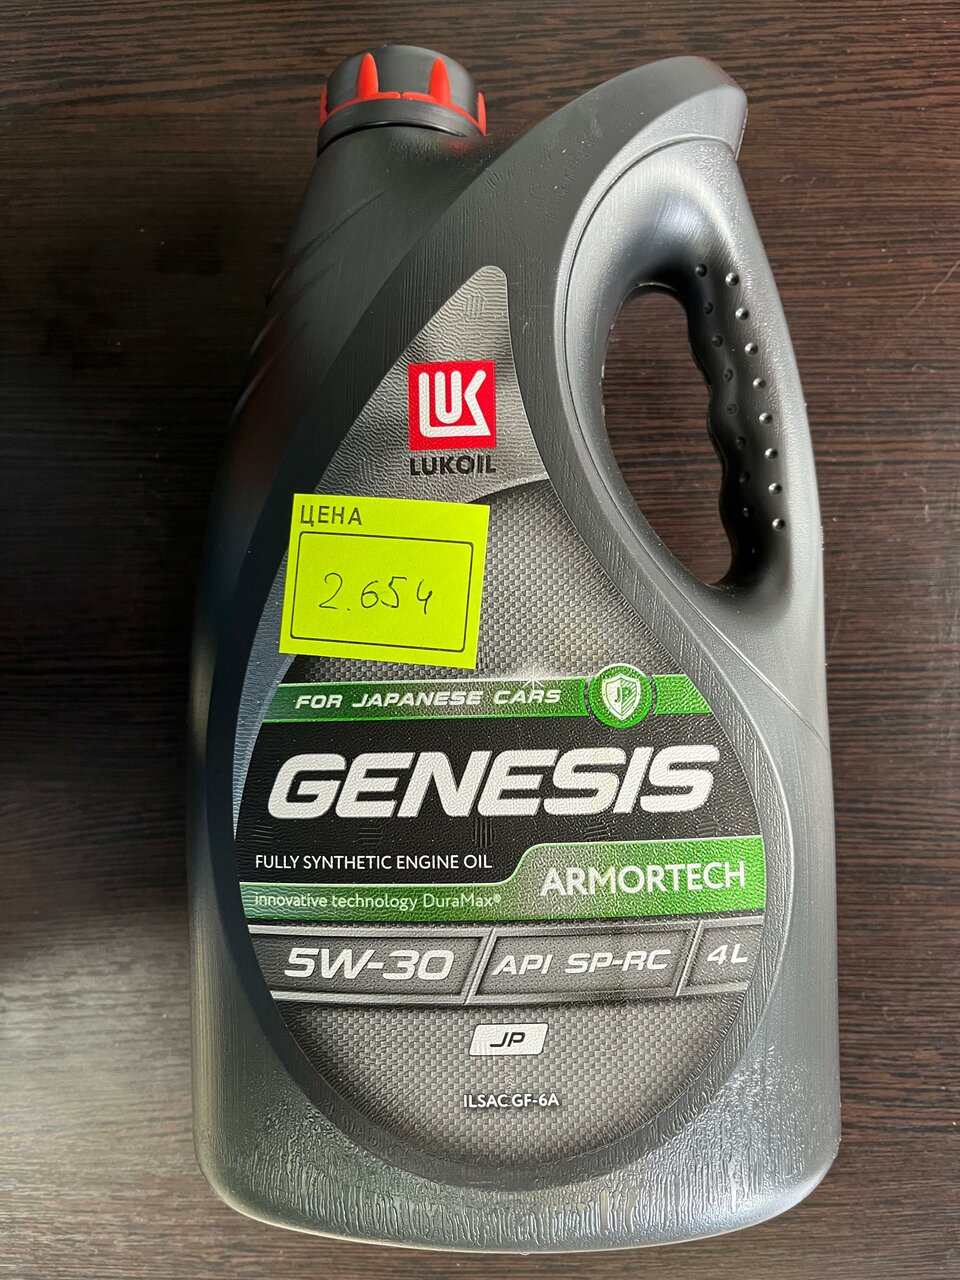 LUK
LUKOIL
ЦЕНА
2.654
FOR JAPANESE CARS
JP
GENESIS
FULLY SYNTHETIC ENGINE OIL
ARMORTECH
innovative technology DuraMax®
5W-30
API SP-RC
4L
JP
ILSAC GF-6A